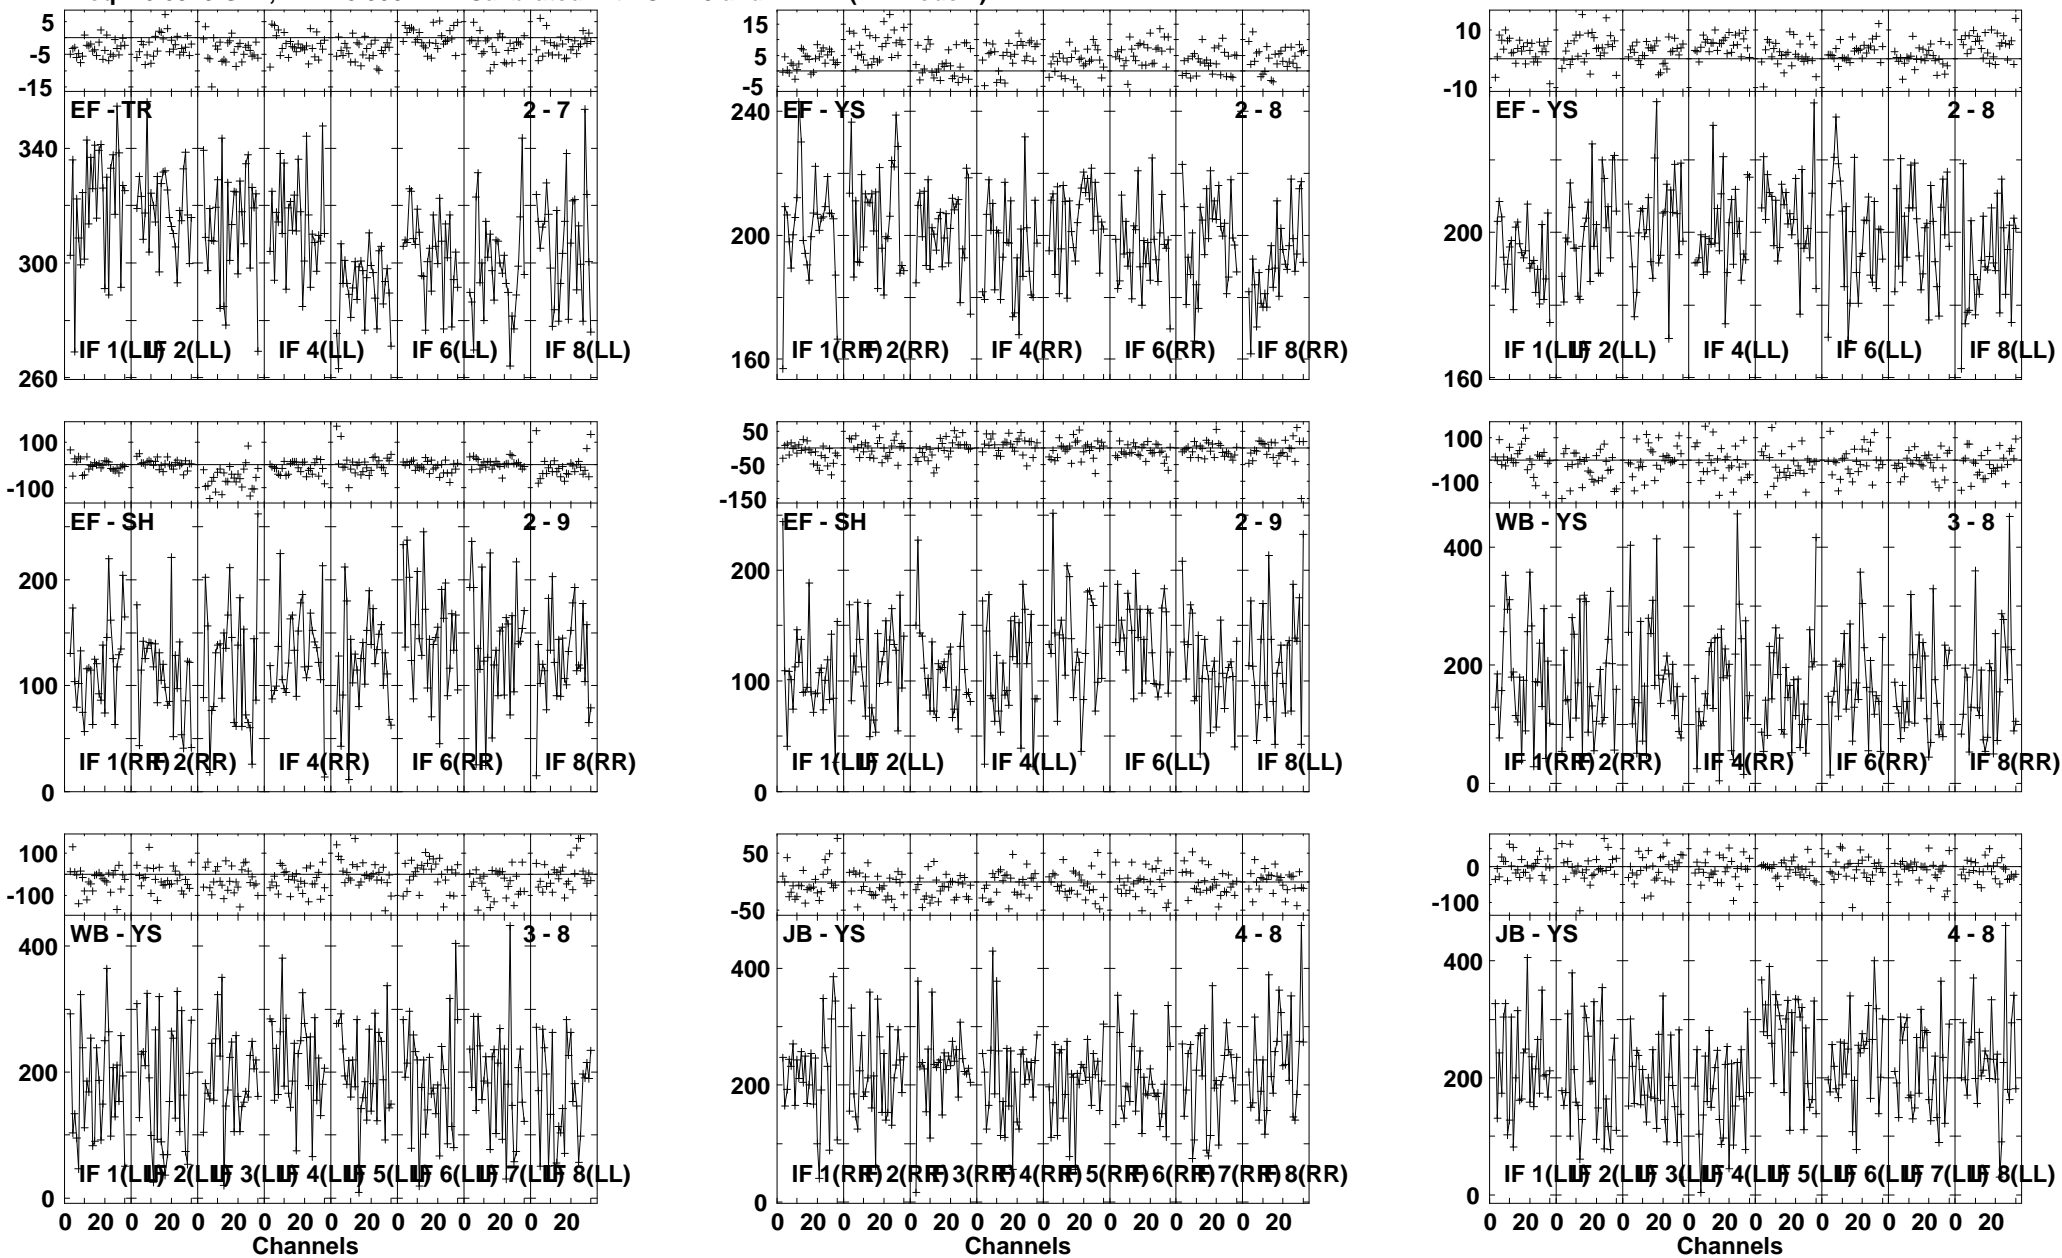 5
-5
-15
EF - TR 2 - 7
340
300
260
IF 1(LL) IF 2(LL) IF 4(LL) IF 6(LL) IF 8(LL)
15
5
-5
EF - YS 2 - 8
240
200
160
IF 1(RR) IF 2(RR) IF 4(RR) IF 6(RR) IF 8(RR)
10
-10
EF - YS 2 - 8
200
160
IF 1(LL) IF 2(LL) IF 4(LL) IF 6(LL) IF 8(LL)
100
-100
EF - SH 2 - 9
200
100
0
IF 1(RR) IF 2(RR) IF 4(RR) IF 6(RR) IF 8(RR)
50
-50
-150
EF - SH 2 - 9
200
100
0
IF 1(LL) IF 2(LL) IF 4(LL) IF 6(LL) IF 8(LL)
100
-100
WB - YS 3 - 8
400
200
0
IF 1(RR) IF 2(RR) IF 4(RR) IF 6(RR) IF 8(RR)
100
-100
WB - YS 3 - 8
400
200
0
IF 1(LL) IF 2(LL) IF 3(LL) IF 4(LL) IF 5(LL) IF 6(LL) IF 7(LL) IF 8(LL)
0 20 0 20 0 20 0 20 0 20 0 20 0 20 0 20
Channels
50
-50
JB - YS 4 - 8
400
200
0
IF 1(RR) IF 2(RR) IF 3(RR) IF 4(RR) IF 5(RR) IF 6(RR) IF 7(RR) IF 8(RR)
0 20 0 20 0 20 0 20 0 20 0 20 0 20 0 20
Channels
0
-100
JB - YS 4 - 8
400
200
0
IF 1(LL) IF 2(LL) IF 3(LL) IF 4(LL) IF 5(LL) IF 6(LL) IF 7(LL) IF 8(LL)
0 20 0 20 0 20 0 20 0 20 0 20 0 20 0 20
Channels